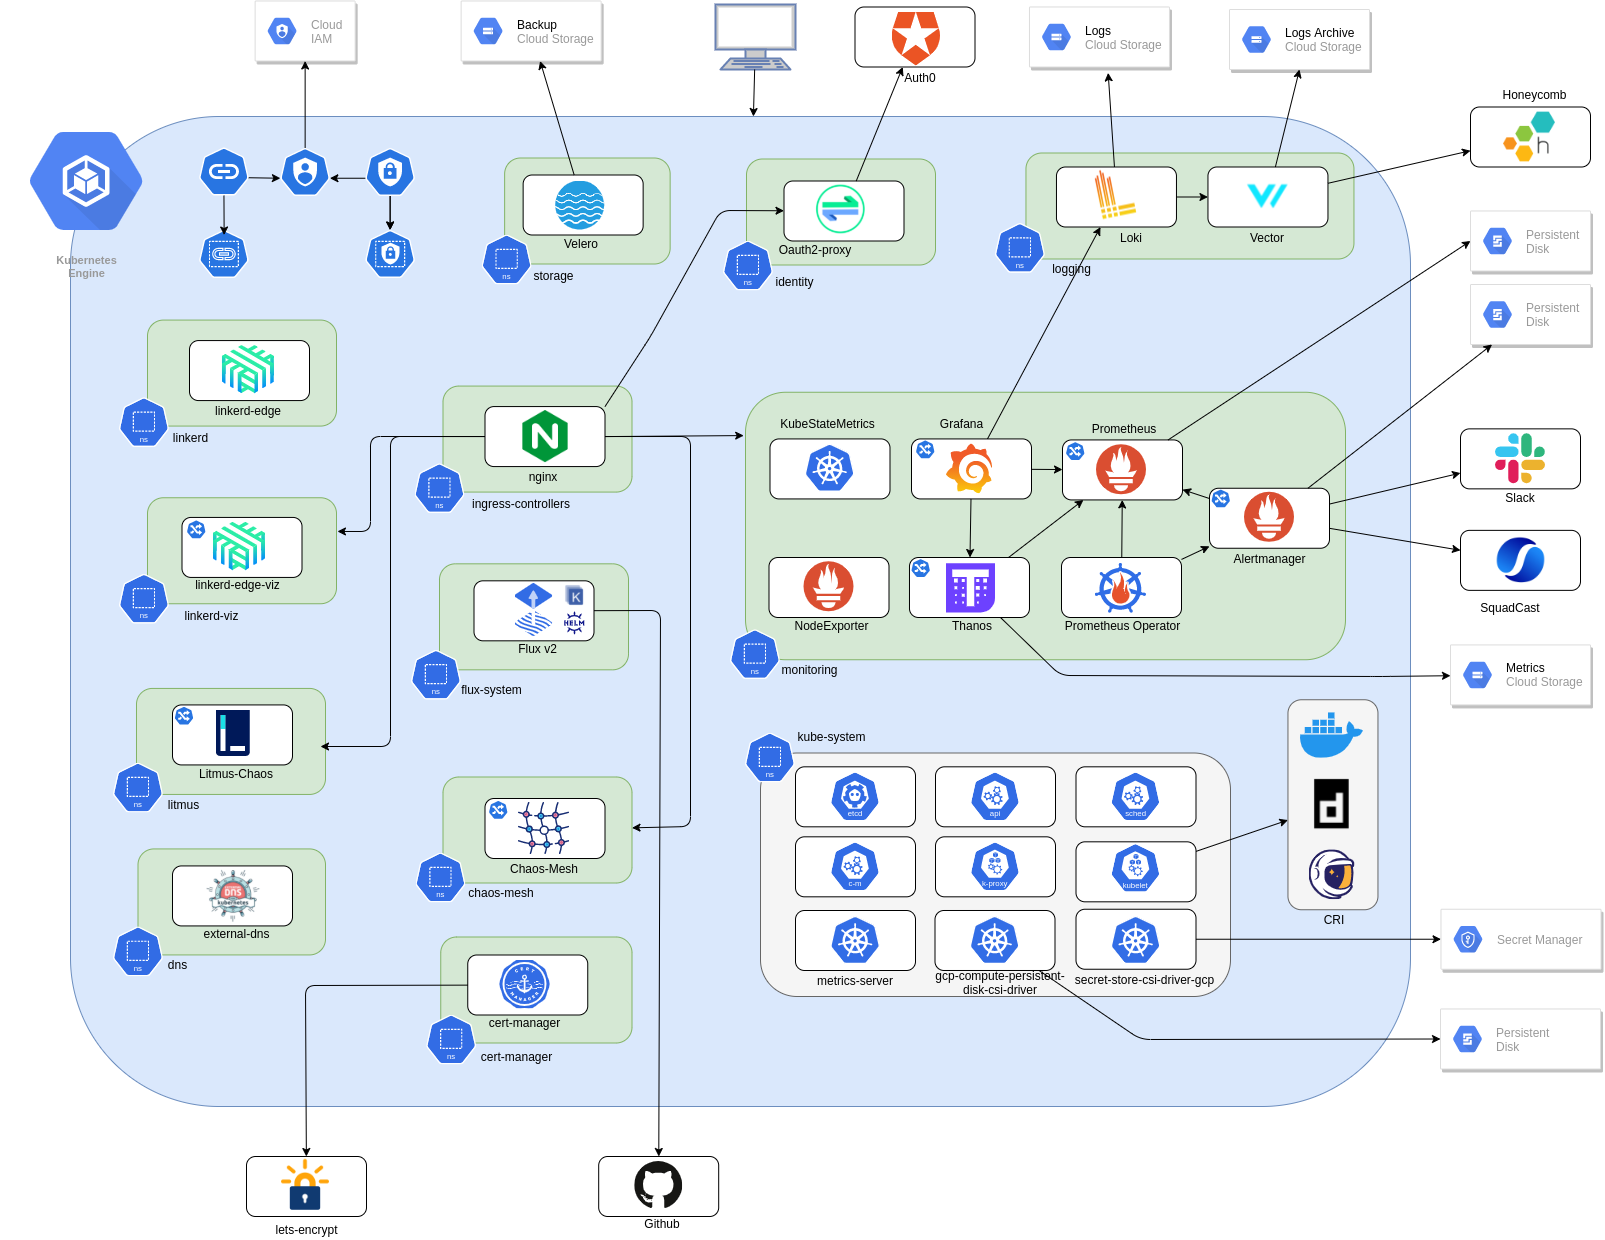 Cloud
IAM
Backup
Cloud Storage
Auth0
Logs
Cloud Storage
Logs Archive
Cloud Storage
Honeycomb
h
Kubernetes
Engine
Velero
ns
storage
Oauth2-proxy
ns
identity
Loki
Vector
ns
logging
Persistent
Disk
Persistent
Disk
linkerd-edge
ns
linkerd
N
nginx
ns
ingress-controllers
KubeStateMetrics
Grafana
Prometheus
Alertmanager
NodeExporter
Thanos
Prometheus Operator
ns
monitoring
Slack
SquadCast
Metrics
Cloud Storage
linkerd-edge-viz
ns
linkerd-viz
K
HELM
Flux v2
ns
flux-system
Litmus-Chaos
ns
litmus
Chaos-Mesh
ns
chaos-mesh
kube-system
ns
etcd
api
sched
c-m
k-proxy
kubelet
metrics-server
gcp-compute-persistent-
disk-csi-driver
secret-store-csi-driver-gcp
d
CRI
Secret Manager
Persistent
Disk
DNS
kubernetes
external-dns
ns
dns
CERT
MANAGER
cert-manager
ns
cert-manager
lets-encrypt
Github